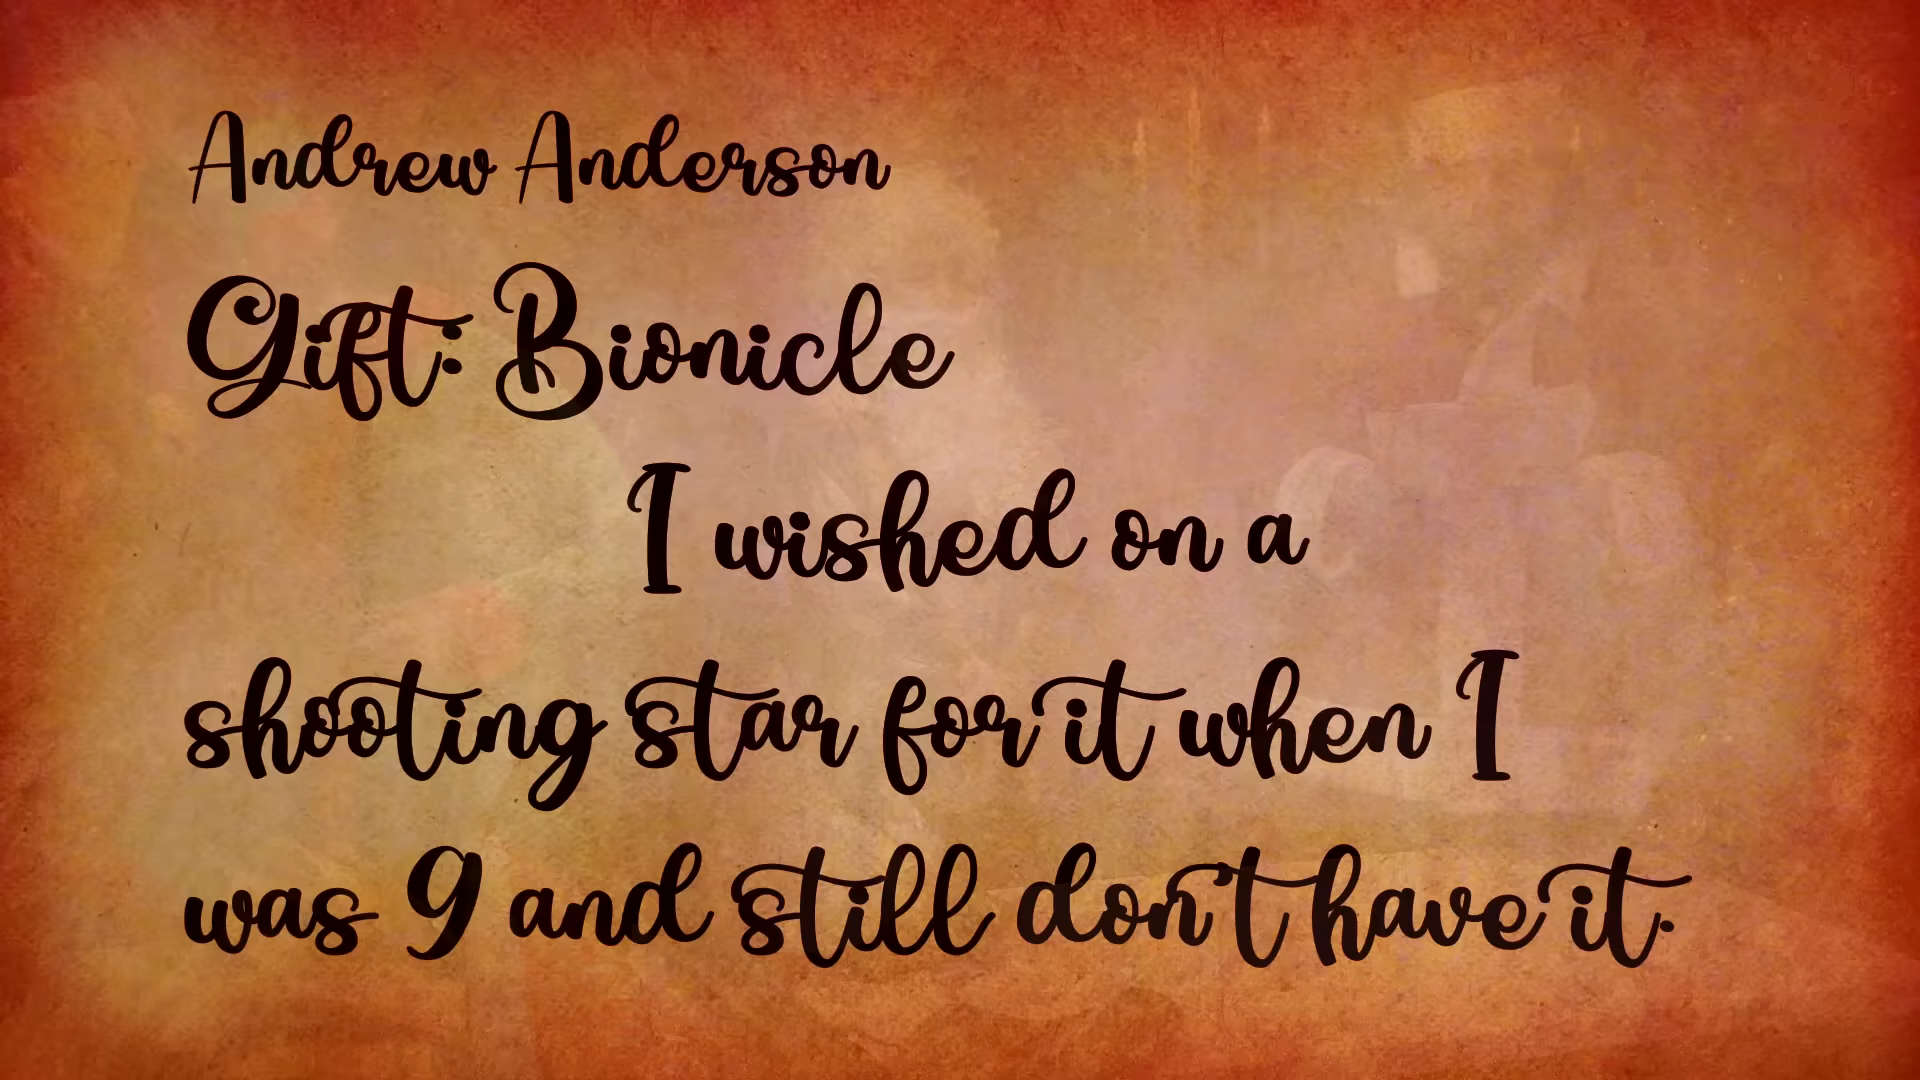 Andrew Anderson
Gift: Bionicle
I wished on a
shooting star for it when I
was 9 and still don't have it.